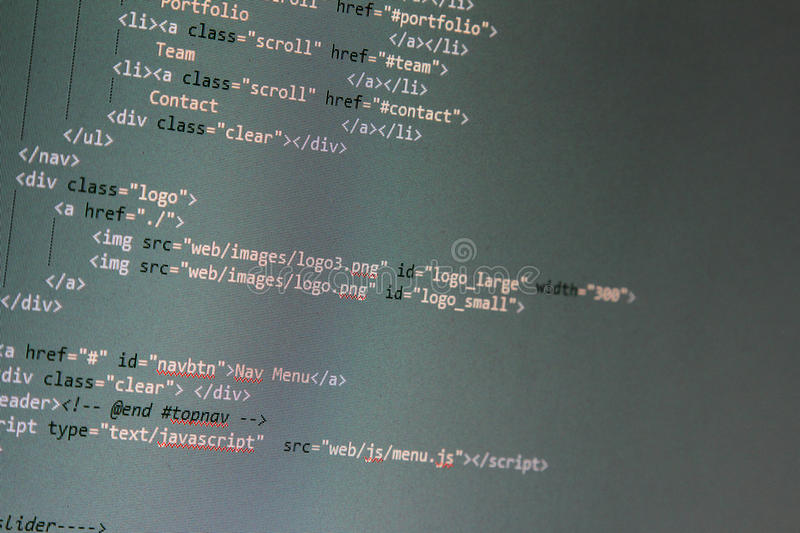 href="#portfolio">
Portfolio
</a></li>
<li><a class="scroll" href="#team">
Team
</a></li>
<li><a class="scroll" href="#contact">
Contact
</a></li>
<div class="clear"></div>
</ul>
</nav>
<div class="logo">
<a href="./">
<img src="web/images/logo3.png" id="logo_large" width="300">
<img src="web/images/logo.png" id="logo_small">
</a>
</div>
<a href="#" id="navbtn">Nav Menu</a>
div class="clear"> </div>
eader><!-- @end #topnav -->
ript type="text/javascript" src="web/js/menu.js"></script>
slider---->
dreamstime